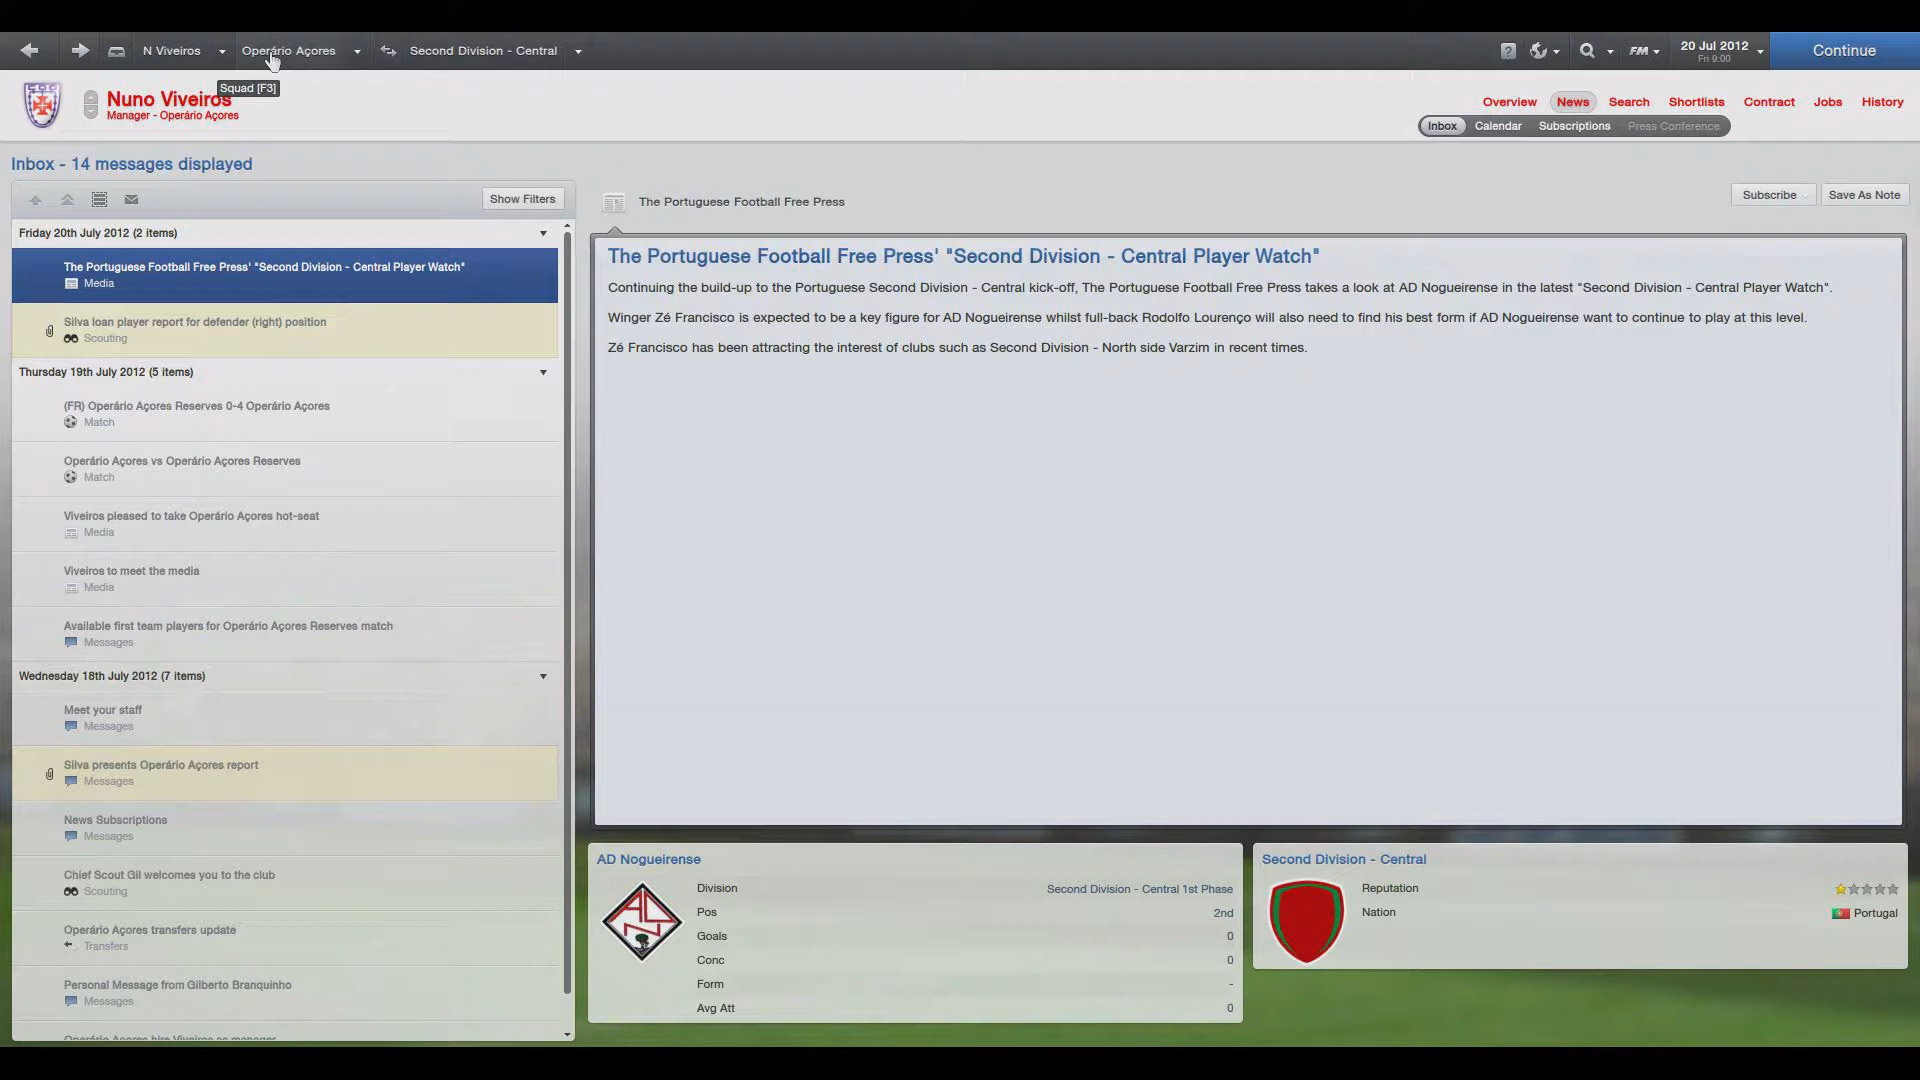 N Viveiros
Operário Açores
Second Division - Central
?
FM
20 Jul 2012
Fri 9:00
Continue
Squad [F3]
Nuno Viveiros
Manager - Operário Açores
Overview
News
Search
Shortlists
Contract
Jobs
History
Inbox
Calendar
Subscriptions
Press Conference
Inbox - 14 messages displayed
Show Filters
Friday 20th July 2012 (2 items)
The Portuguese Football Free Press' "Second Division - Central Player Watch"
Media
Silva loan player report for defender (right) position
Scouting
Thursday 19th July 2012 (5 items)
(FR) Operário Açores Reserves 0-4 Operário Açores
Match
Operário Açores vs Operário Açores Reserves
Match
Viveiros pleased to take Operário Açores hot-seat
Media
Viveiros to meet the media
Media
Available first team players for Operário Açores Reserves match
Messages
Wednesday 18th July 2012 (7 items)
Meet your staff
Messages
Silva presents Operário Açores report
Messages
News Subscriptions
Messages
Chief Scout Gil welcomes you to the club
Scouting
Operário Açores transfers update
Transfers
Personal Message from Gilberto Branquinho
Messages
Operário Açores hire Viveiros as manager
The Portuguese Football Free Press
Subscribe
Save As Note
The Portuguese Football Free Press' "Second Division - Central Player Watch"
Continuing the build-up to the Portuguese Second Division - Central kick-off, The Portuguese Football Free Press takes a look at AD Nogueirense in the latest "Second Division - Central Player Watch".
Winger Zé Francisco is expected to be a key figure for AD Nogueirense whilst full-back Rodolfo Lourenço will also need to find his best form if AD Nogueirense want to continue to play at this level.
Zé Francisco has been attracting the interest of clubs such as Second Division - North side Varzim in recent times.
AD Nogueirense
Division
Second Division - Central 1st Phase
Pos
2nd
Goals
0
Conc
0
Form
-
Avg Att
0
Second Division - Central
Reputation
Nation
Portugal